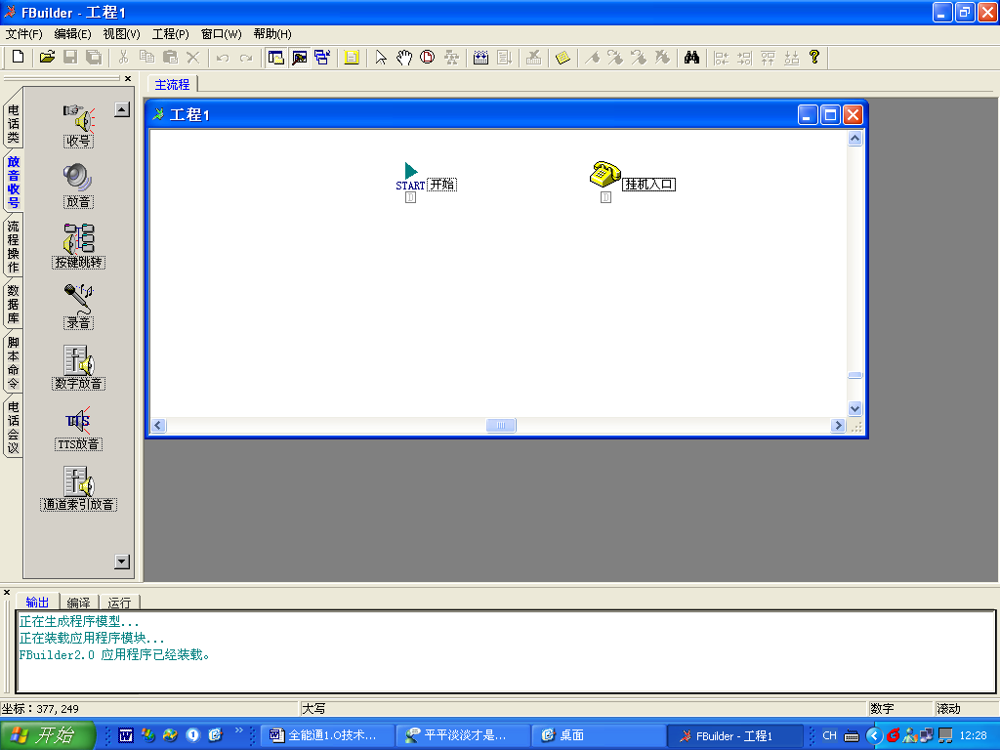 FBuilder - 工程1
文件(F) 编辑(E) 视图(V) 工程(P) 窗口(W) 帮助(H)
主流程
电话类
放音收号
流程操作
数据库
脚本命令
电话会议
收号
放音
按键跳转
录音
数字放音
TTS
TTS放音
通道索引放音
工程1
START 开始
D
挂机入口
D
输出 编译 运行
正在生成程序模型...
正在装载应用程序模块...
FBuilder2.0 应用程序已经装载。
坐标：377,249 大写 数字 滚动
开始 全能通1.0技术... 平平淡淡才是... 桌面 FBuilder - 工程1 CH 12:28